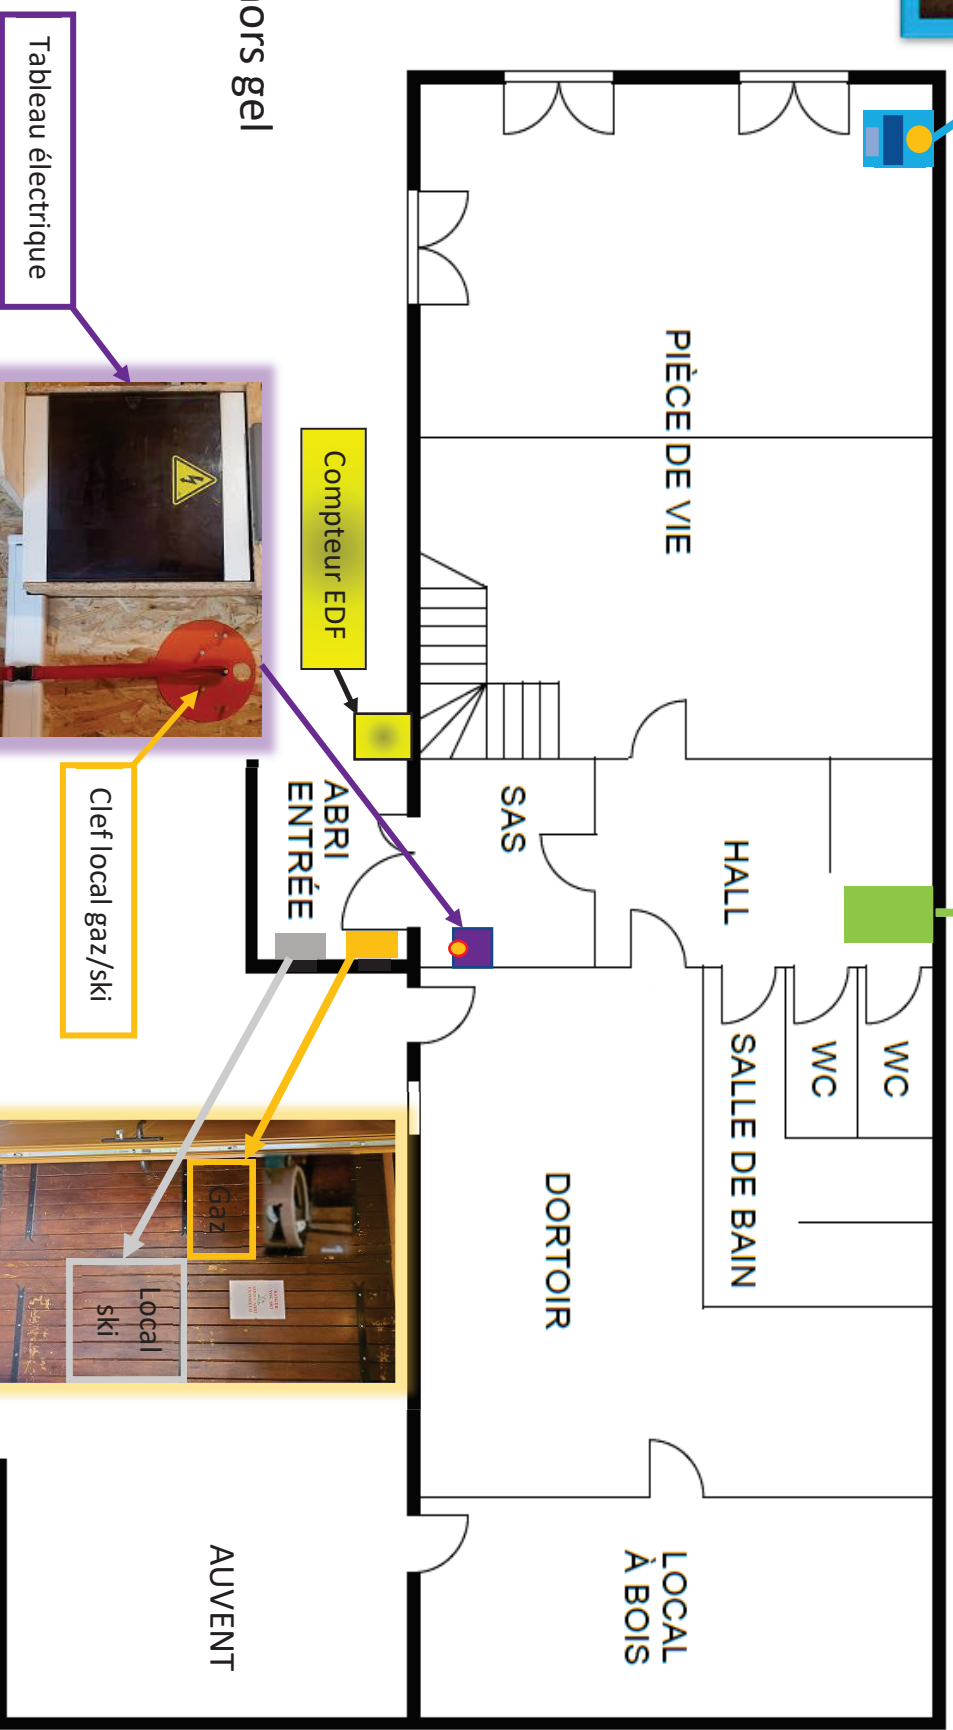 hors gel
Tableau électrique
Compteur EDF
Clef local gaz/ski
PIÈCE DE VIE
SAS
HALL
ABRI
ENTRÉE
WC
WC
SALLE DE BAIN
DORTOIR
Gaz
Local
ski
LOCAL
À BOIS
AUVENT